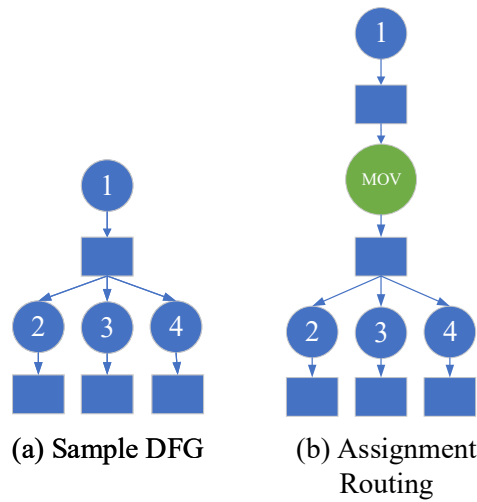 1
MOV
2 3 4
(a) Sample DFG
1
2 3 4
(b) Assignment
Routing